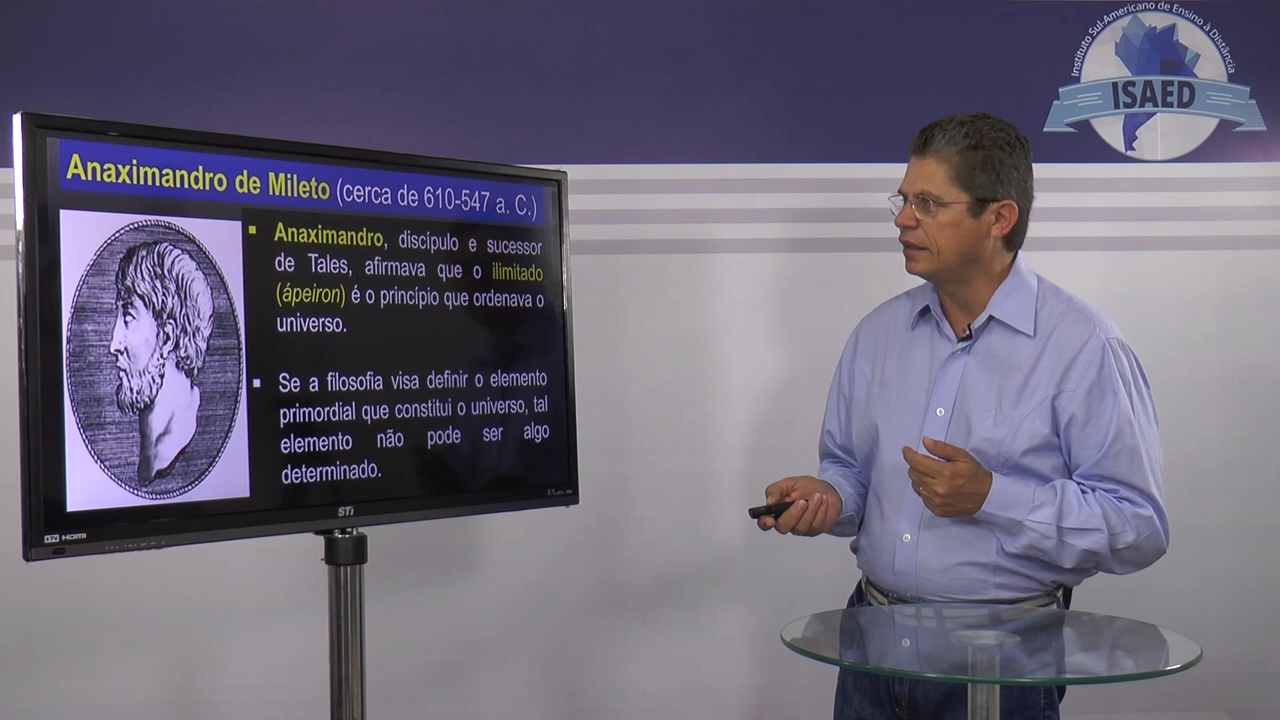 Instituto Sul-Americano de Ensino à Distância
ISAED
Anaximandro de Mileto (cerca de 610-547 a. C.)
▪ Anaximandro, discípulo e sucessor
de Tales, afirmava que o ilimitado
(ápeiron) é o princípio que ordenava o
universo.
▪ Se a filosofia visa definir o elemento
primordial que constitui o universo, tal
elemento não pode ser algo
determinado.
STi
HDMI